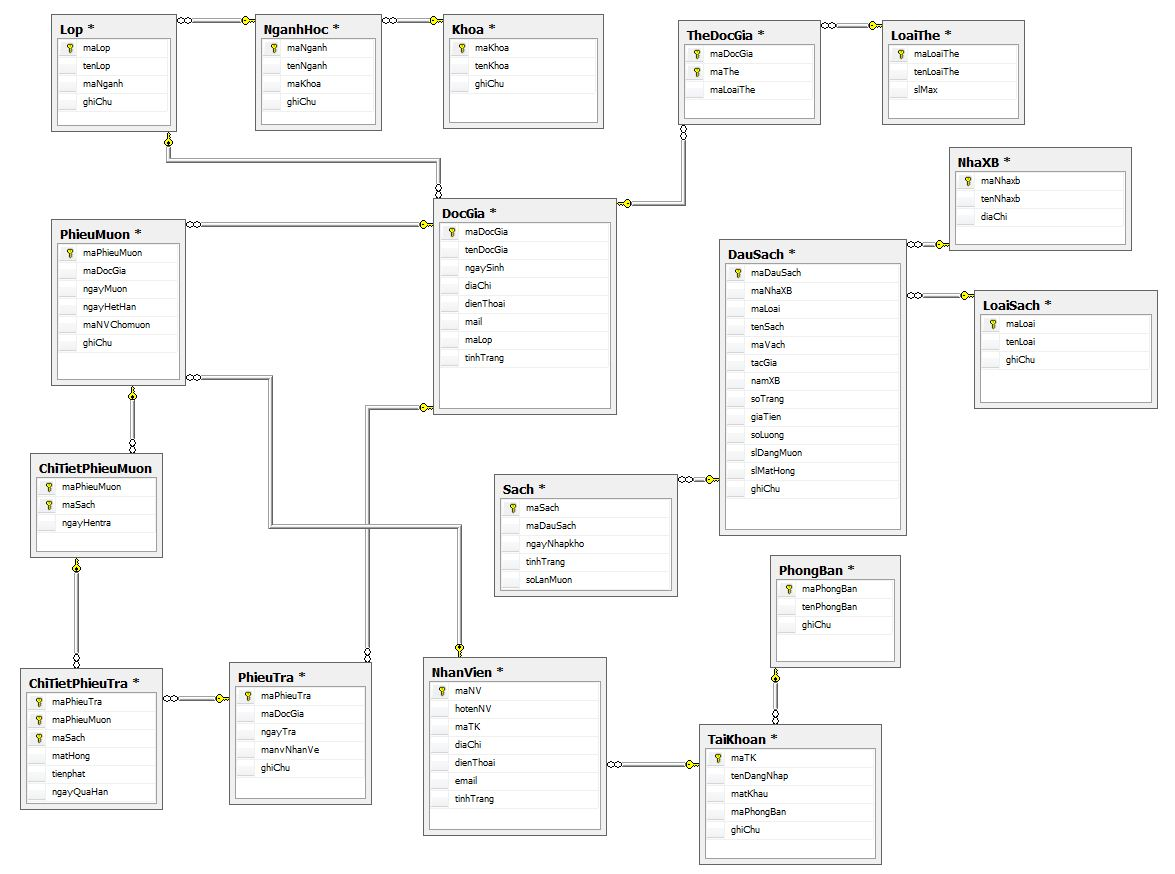 Lop *
maLop
tenLop
maNganh
ghiChu
NganhHoc *
maNganh
tenNganh
maKhoa
ghiChu
Khoa *
maKhoa
tenKhoa
ghiChu
TheDocGia *
maDocGia
maThe
maLoaiThe
LoaiThe *
maLoaiThe
tenLoaiThe
slMax
NhaXB *
maNhaxb
tenNhaxb
diaChi
PhieuMuon *
maPhieuMuon
maDocGia
ngayMuon
ngayHetHan
maNVChomuon
ghiChu
DocGia *
maDocGia
tenDocGia
ngaySinh
diaChi
dienThoai
mail
maLop
tinhTrang
DauSach *
maDauSach
maNhaXB
maLoai
tenSach
maVach
tacGia
namXB
soTrang
giaTien
soLuong
slDangMuon
slMatHong
ghiChu
LoaiSach *
maLoai
tenLoai
ghiChu
ChiTietPhieuMuon
maPhieuMuon
maSach
ngayHentra
Sach *
maSach
maDauSach
ngayNhapkho
tinhTrang
soLanMuon
PhongBan *
maPhongBan
tenPhongBan
ghiChu
ChiTietPhieuTra *
maPhieuTra
maPhieuMuon
maSach
matHong
tienphat
ngayQuaHan
PhieuTra *
maPhieuTra
maDocGia
ngayTra
manvNhanVe
ghiChu
NhanVien *
maNV
hotenNV
maTK
diaChi
dienThoai
email
tinhTrang
TaiKhoan *
maTK
tenDangNhap
matKhau
maPhongBan
ghiChu